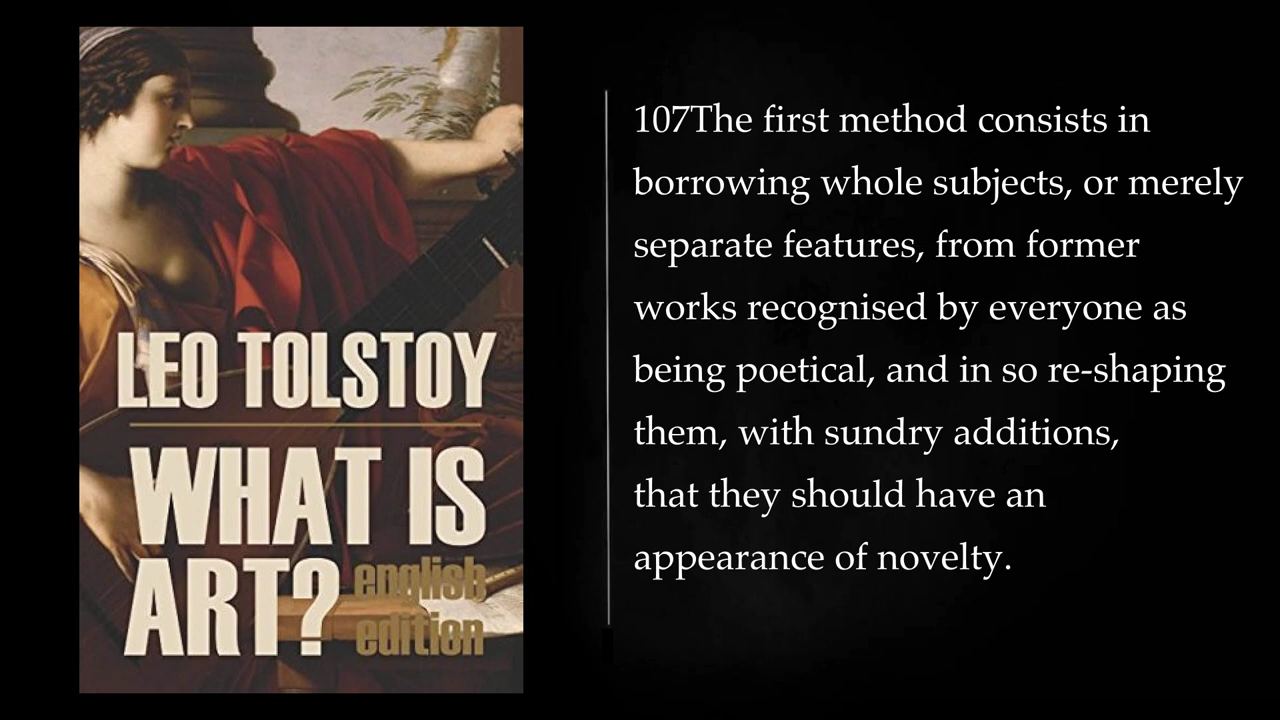 LEO TOLSTOY
WHAT IS
ART?
english
edition
107The first method consists in
borrowing whole subjects, or merely
separate features, from former
works recognised by everyone as
being poetical, and in so re-shaping
them, with sundry additions,
that they should have an
appearance of novelty.